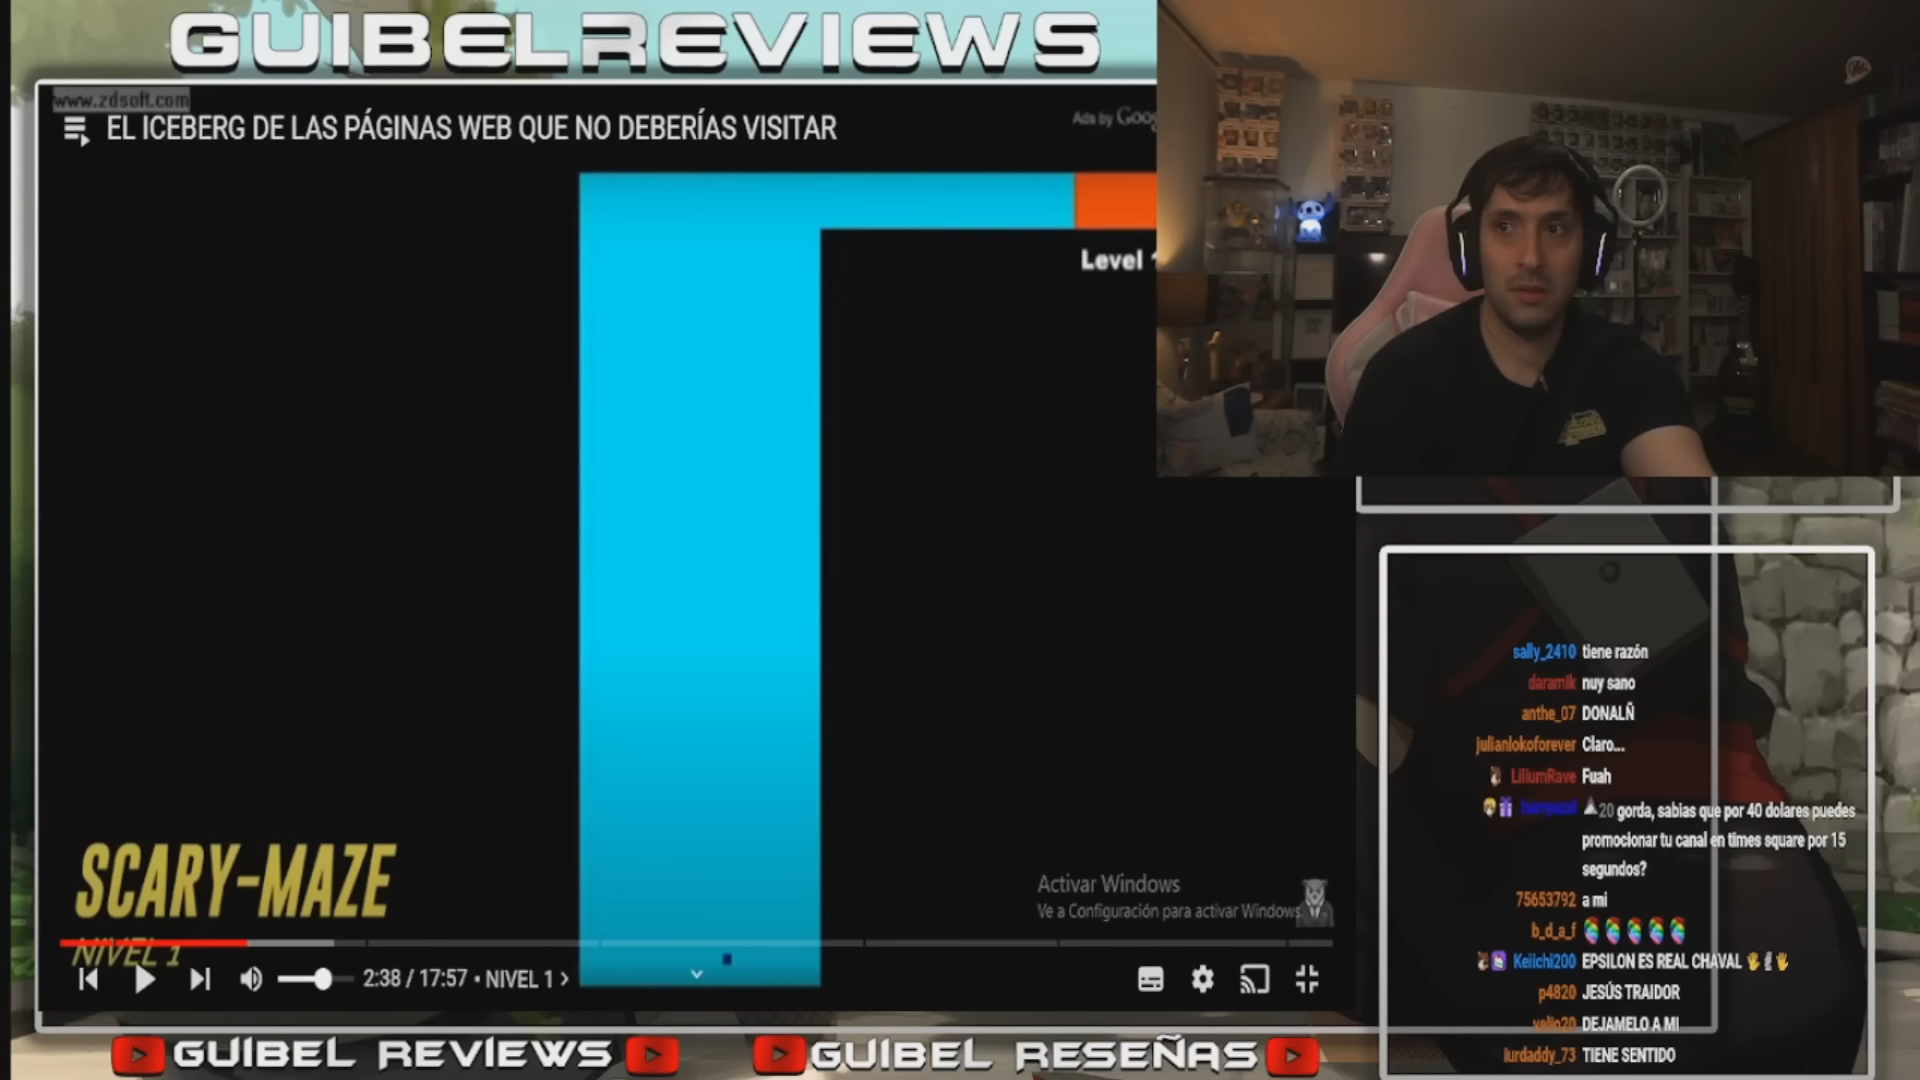 GUIBELREVIEWS
www.zdsoft.com
EL ICEBERG DE LAS PÁGINAS WEB QUE NO DEBERÍAS VISITAR
Ads by Goog
Level 1
SCARY-MAZE
NIVEL 1
Activar Windows
Ve a Configuración para activar Windows.
2:38 / 17:57 • NIVEL 1 >
sally_2410 tiene razón
daramik nuy sano
anthe_07 DONALÑ
julianlokoforever Claro...
LiliumRave Fuah
20 gorda, sabias que por 40 dolares puedes
promocionar tu canal en times square por 15
segundos?
75653792 a mi
b_d_a_f
Keiichi200 EPSILON ES REAL CHAVAL 🖐✌🖐
p4820 JESÚS TRAIDOR
DEJAMELO A MI
TIENE SENTIDO
GUIBEL REVIEWS
GUIBEL RESEÑAS